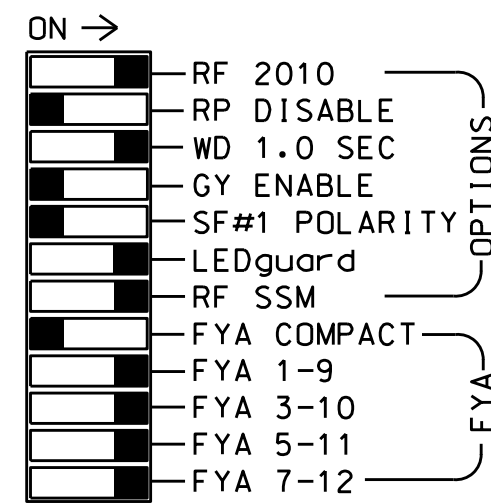 ON →
RF 2010
RP DISABLE
WD 1.0 SEC
GY ENABLE
SF#1 POLARITY
LEDguard
RF SSM
FYA COMPACT
FYA 1-9
FYA 3-10
FYA 5-11
FYA 7-12
OPTIONS
FYA